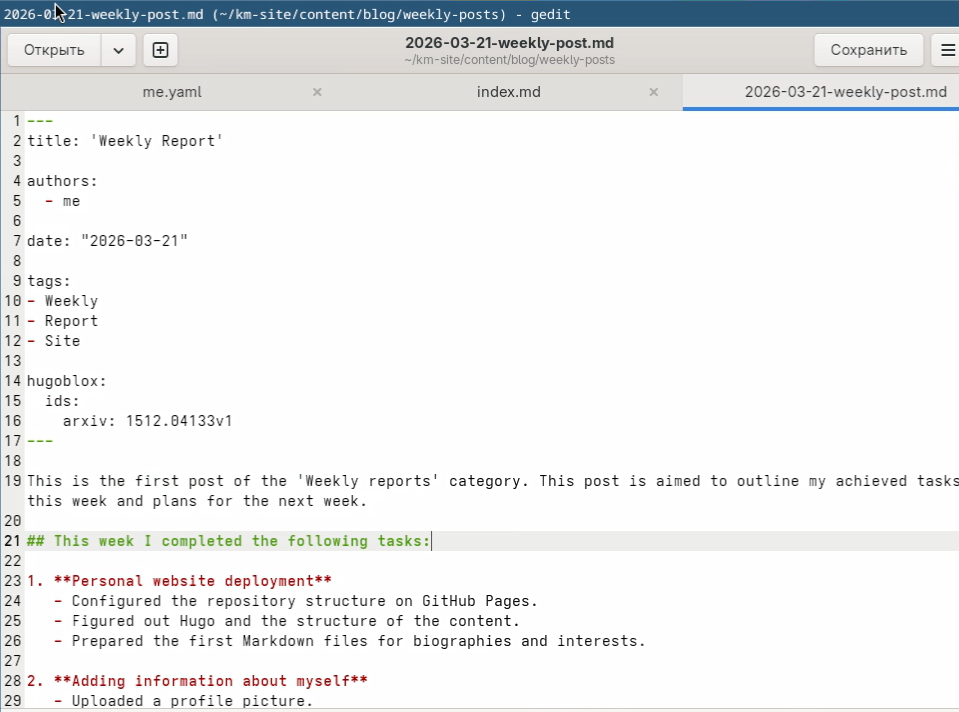 2026-03-21-weekly-post.md (~/km-site/content/blog/weekly-posts) - gedit
Открыть
2026-03-21-weekly-post.md
~/km-site/content/blog/weekly-posts
Сохранить
me.yaml
index.md
2026-03-21-weekly-post.md
1 ---
2 title: 'Weekly Report'
3
4 authors:
5   - me
6
7 date: "2026-03-21"
8
9 tags:
10 - Weekly
11 - Report
12 - Site
13
14 hugoblox:
15   ids:
16     arxiv: 1512.04133v1
17 ---
18
19 This is the first post of the 'Weekly reports' category. This post is aimed to outline my achieved tasks
this week and plans for the next week.
20
21 ## This week I completed the following tasks:
22
23 1. **Personal website deployment**
24    - Configured the repository structure on GitHub Pages.
25    - Figured out Hugo and the structure of the content.
26    - Prepared the first Markdown files for biographies and interests.
27
28 2. **Adding information about myself**
29    - Uploaded a profile picture.